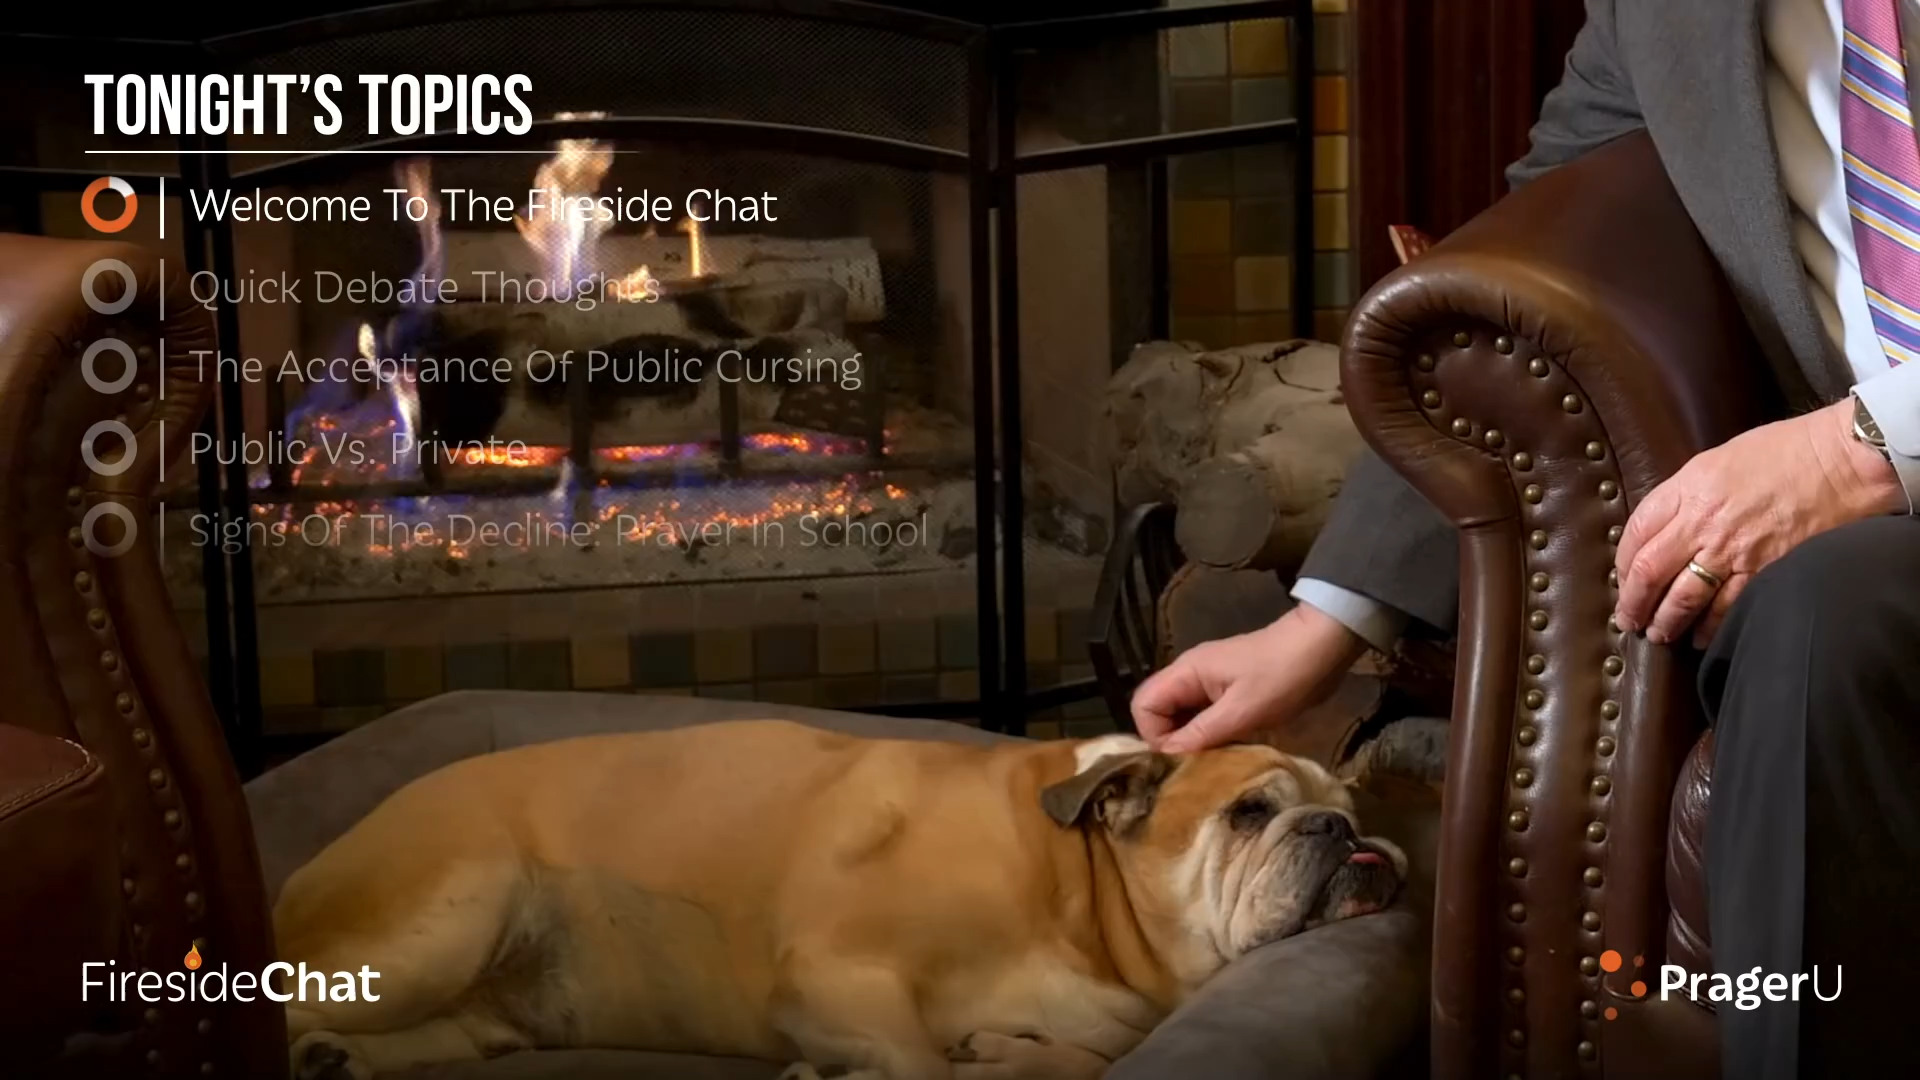 TONIGHT'S TOPICS
Welcome To The Fireside Chat
Quick Debate Thoughts
The Acceptance Of Public Cursing
Public Vs. Private
Signs Of The Decline: Prayer In School
FiresideChat
PragerU